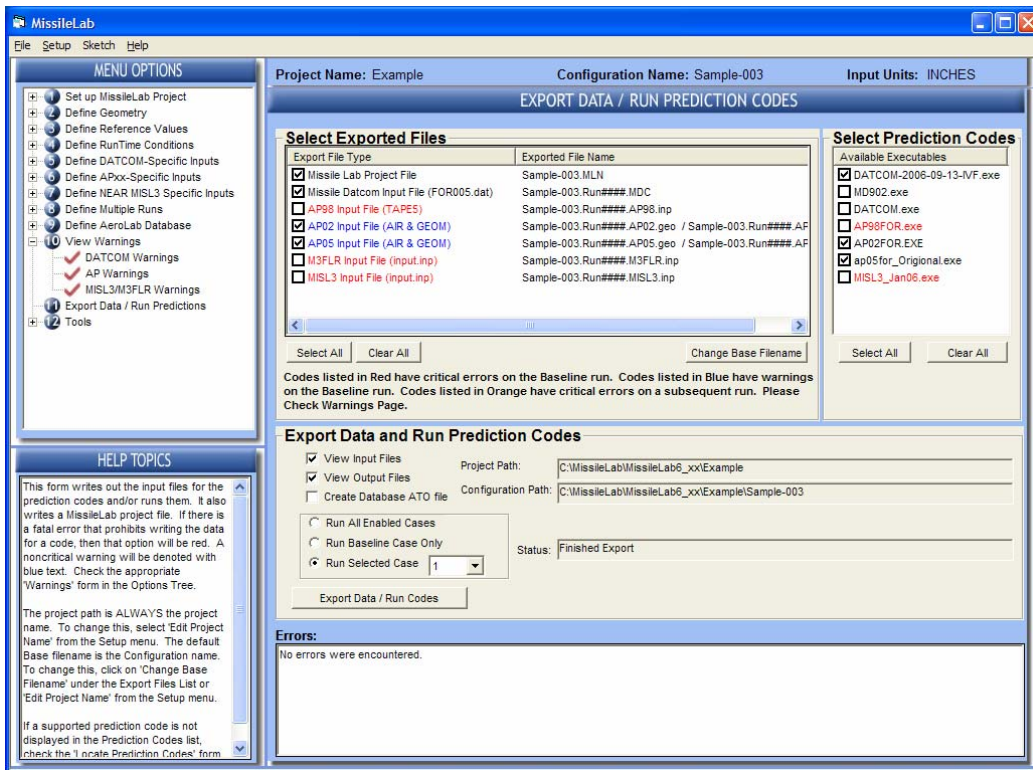 MissileLab
File Setup Sketch Help
MENU OPTIONS
1 Set up MissileLab Project
2 Define Geometry
3 Define Reference Values
4 Define RunTime Conditions
5 Define DATCOM-Specific Inputs
6 Define APxx-Specific Inputs
7 Define NEAR MISL3 Specific Inputs
8 Define Multiple Runs
9 Define AeroLab Database
10 View Warnings
DATCOM Warnings
AP Warnings
MISL3/M3FLR Warnings
11 Export Data / Run Predictions
12 Tools
HELP TOPICS
This form writes out the input files for the
prediction codes and/or runs them. It also
writes a MissileLab project file. If there is
a fatal error that prohibits writing the data
for a code, then that option will be red. A
noncritical warning will be denoted with
blue text. Check the appropriate
'Warnings' form in the Options Tree.
The project path is ALWAYS the project
name. To change this, select 'Edit Project
Name' from the Setup menu. The default
Base filename is the Configuration name.
To change this, click on 'Change Base
Filename' under the Export Files List or
'Edit Project Name' from the Setup menu.
If a supported prediction code is not
displayed in the Prediction Codes list,
check the 'Locate Prediction Codes' form
Project Name: Example Configuration Name: Sample-003 Input Units: INCHES
EXPORT DATA / RUN PREDICTION CODES
Select Exported Files
Export File Type Exported File Name
Missile Lab Project File Sample-003.MLN
Missile Datcom Input File (FOR005.dat) Sample-003.Run####.MDC
AP98 Input File (TAPE5) Sample-003.Run####.AP98.inp
AP02 Input File (AIR & GEOM) Sample-003.Run####.AP02.geo / Sample-003.Run####.AF
AP05 Input File (AIR & GEOM) Sample-003.Run####.AP05.geo / Sample-003.Run####.AF
M3FLR Input File (input.inp) Sample-003.Run####.M3FLR.inp
MISL3 Input File (input.inp) Sample-003.Run####.MISL3.inp
Select All Clear All Change Base Filename
Codes listed in Red have critical errors on the Baseline run. Codes listed in Blue have warnings
on the Baseline run. Codes listed in Orange have critical errors on a subsequent run. Please
Check Warnings Page.
Select Prediction Codes
Available Executables
DATCOM-2006-09-13-IVF.exe
MD902.exe
DATCOM.exe
AP98FOR.exe
AP02FOR.EXE
ap05for_Origional.exe
MISL3_Jan06.exe
Select All Clear All
Export Data and Run Prediction Codes
View Input Files
View Output Files
Create Database ATO file
Project Path: C:\MissileLab\MissileLab6_xx\Example
Configuration Path: C:\MissileLab\MissileLab6_xx\Example\Sample-003
Run All Enabled Cases
Run Baseline Case Only
Run Selected Case 1
Status: Finished Export
Export Data / Run Codes
Errors:
No errors were encountered.